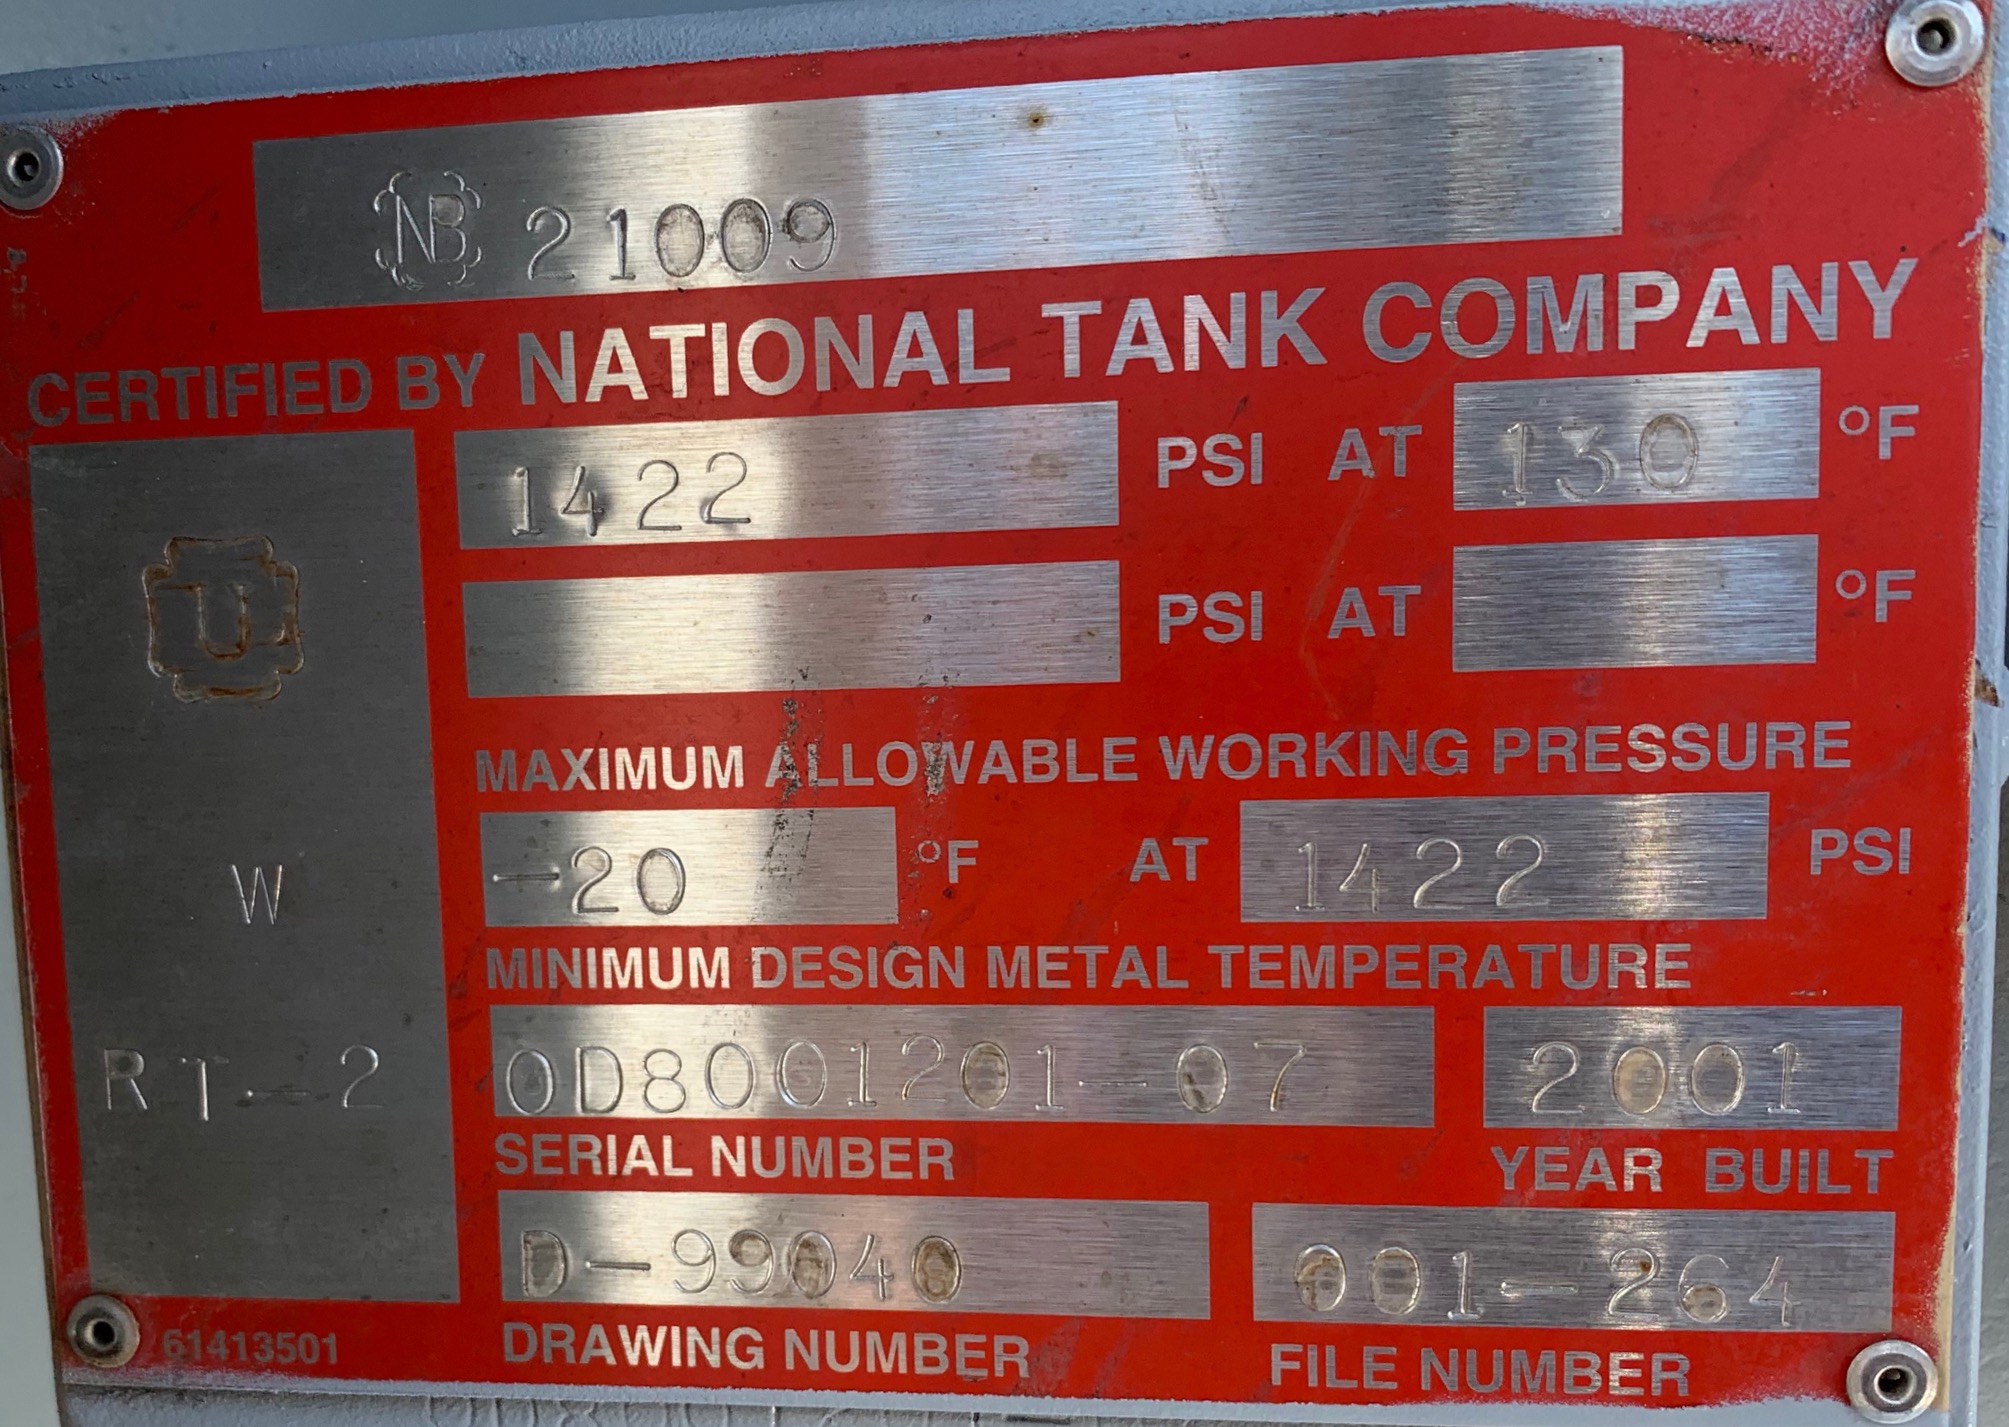 NB 21009
CERTIFIED BY NATIONAL TANK COMPANY
1422 PSI AT 130 °F
PSI AT °F
MAXIMUM ALLOWABLE WORKING PRESSURE
U
W
RT-2
-20 °F AT 1422 PSI
MINIMUM DESIGN METAL TEMPERATURE
0D8001201-07 2001
SERIAL NUMBER YEAR BUILT
D-99040 001-264
DRAWING NUMBER FILE NUMBER
61413501